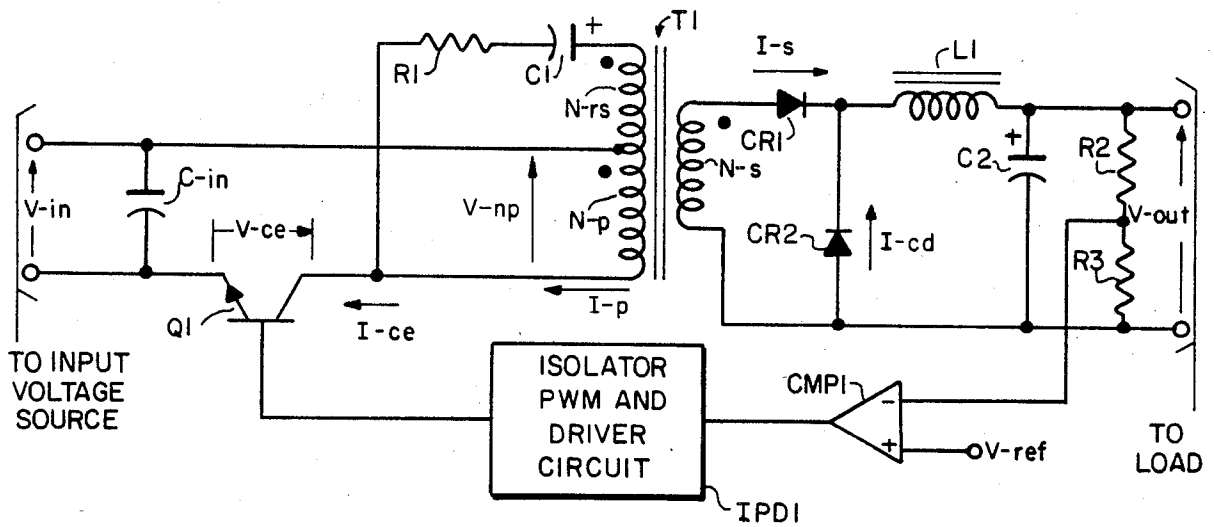 T1
+
R1
C1
N-rs
I-s
L1
CR1
N-s
+
C2
R2
V-in
C-in
V-np
N-p
V-ce
CR2
I-cd
V-out
R3
Q1
I-ce
I-p
TO INPUT
VOLTAGE
SOURCE
ISOLATOR
PWM AND
DRIVER
CIRCUIT
CMP1
-
+
V-ref
TO
LOAD
IPD1